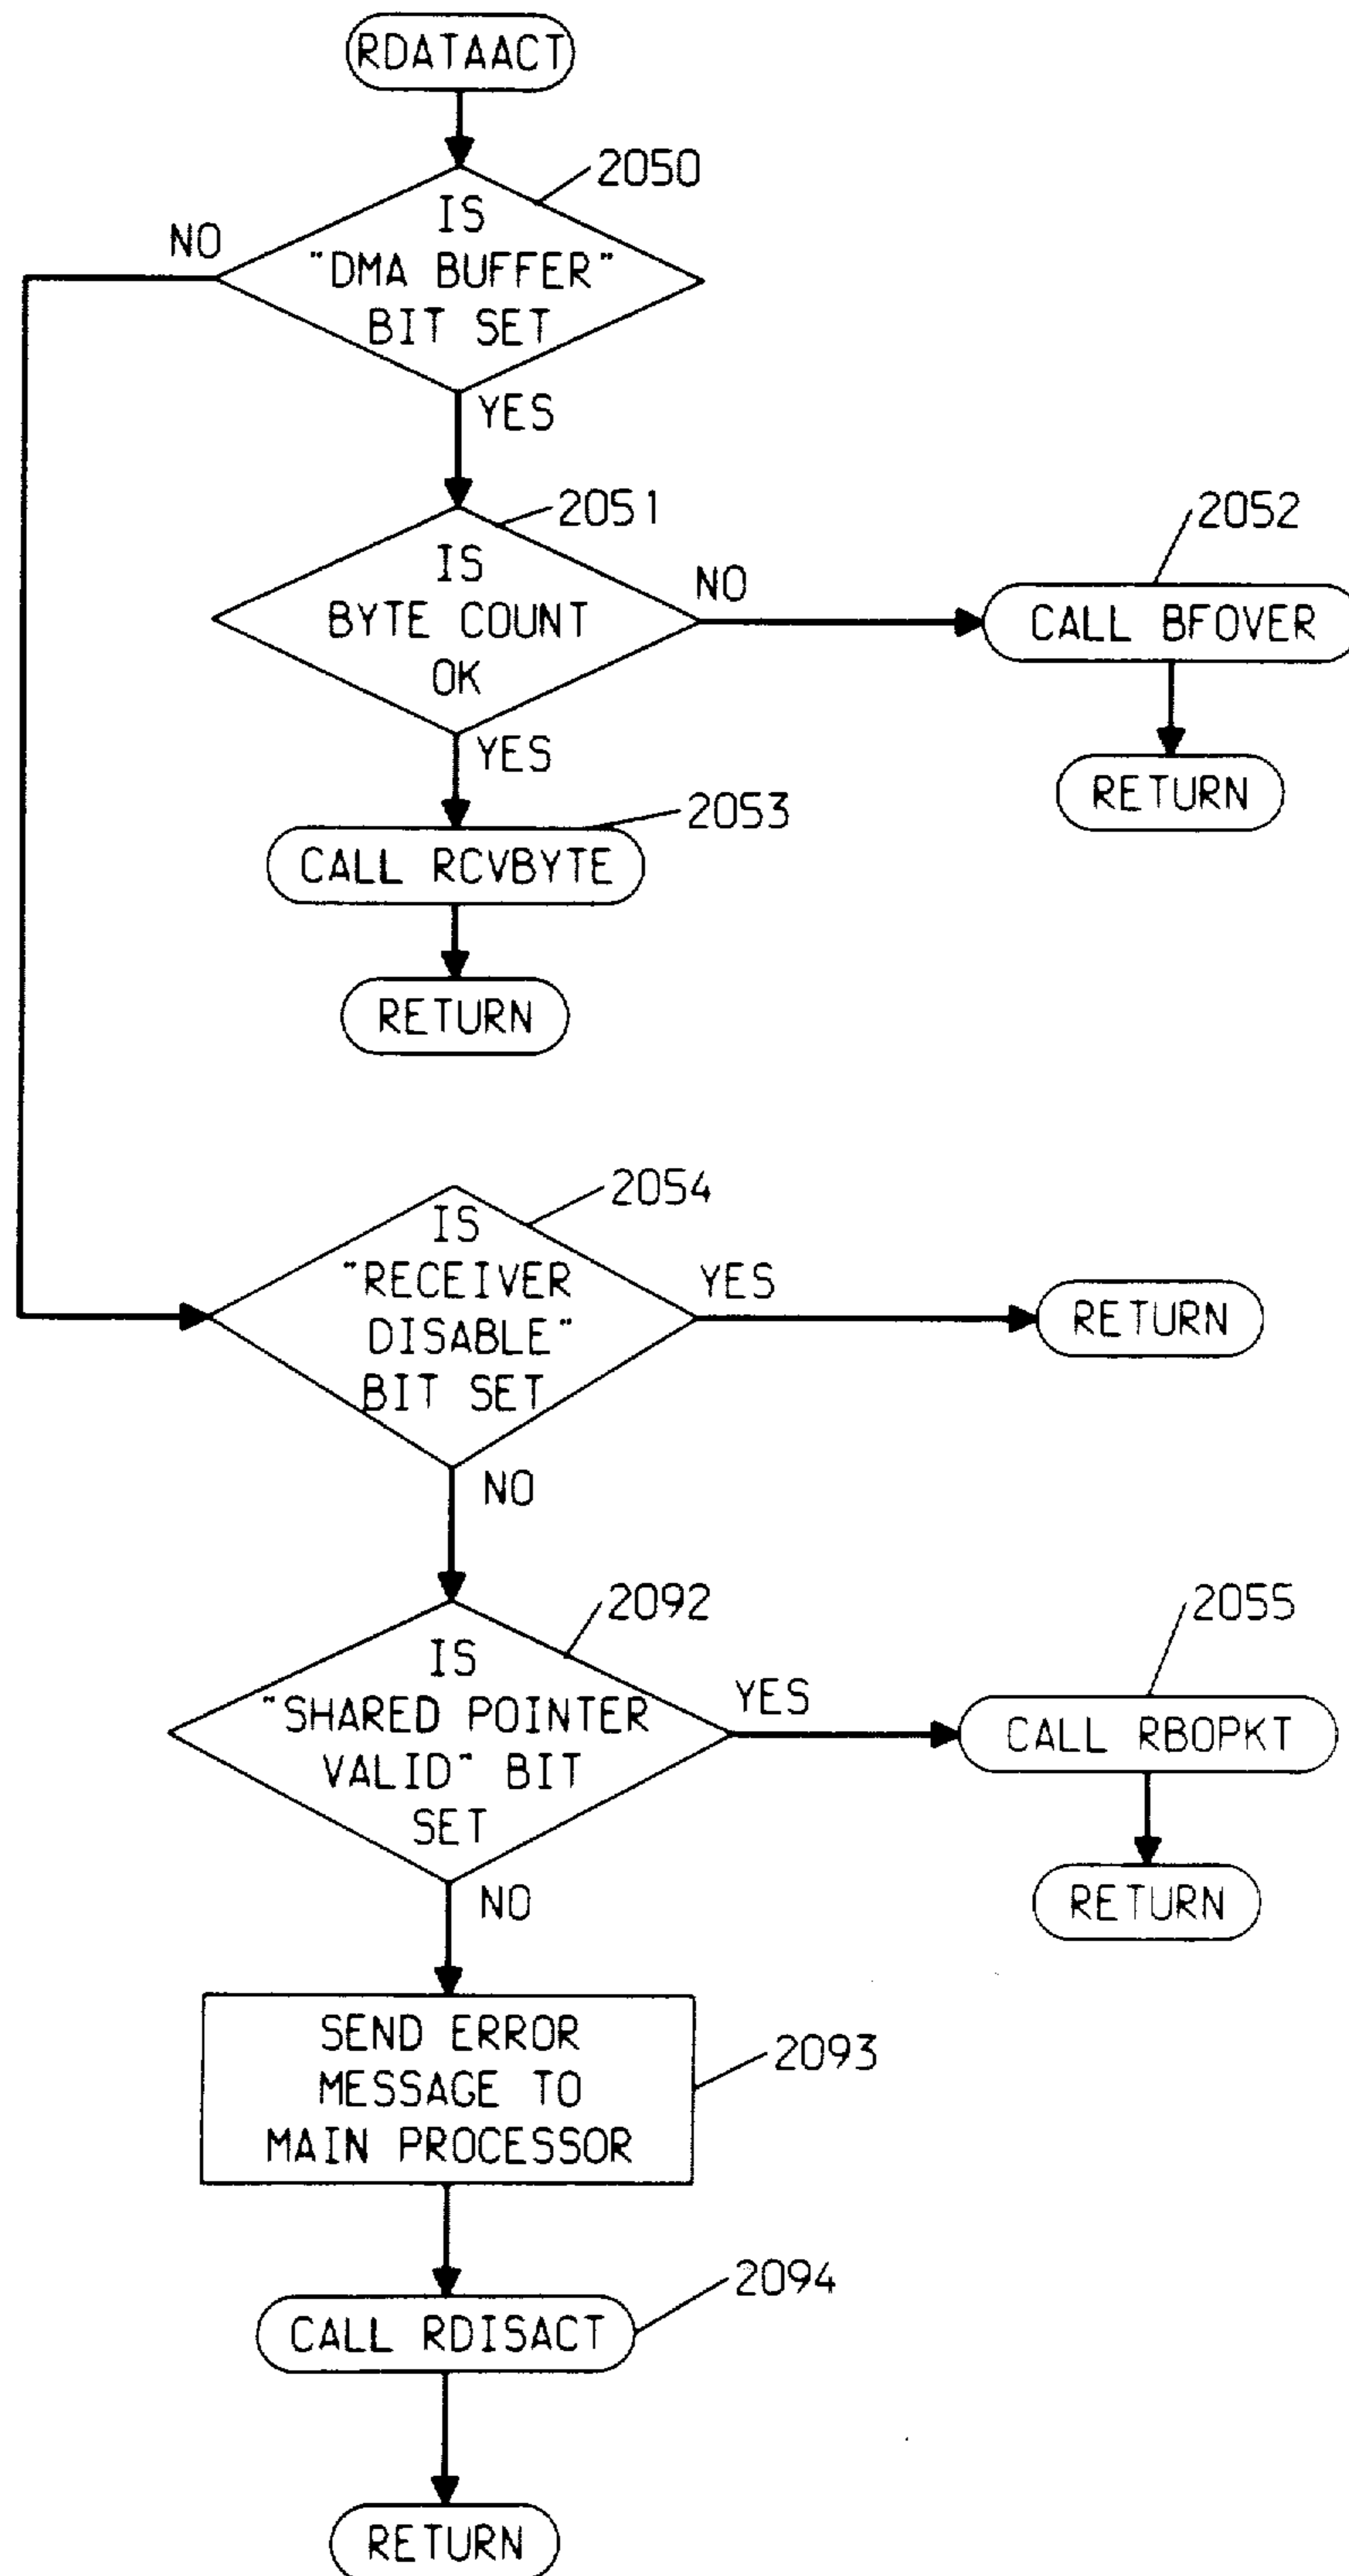 RDATAACT
2050
IS
"DMA BUFFER"
BIT SET
NO
YES
2051
IS
BYTE COUNT
OK
NO
2052
CALL BFOVER
RETURN
YES
2053
CALL RCVBYTE
RETURN
2054
IS
"RECEIVER
DISABLE"
BIT SET
YES
RETURN
NO
2092
IS
"SHARED POINTER
VALID" BIT
SET
YES
2055
CALL RBOPKT
RETURN
NO
SEND ERROR
MESSAGE TO
MAIN PROCESSOR
2093
2094
CALL RDISACT
RETURN